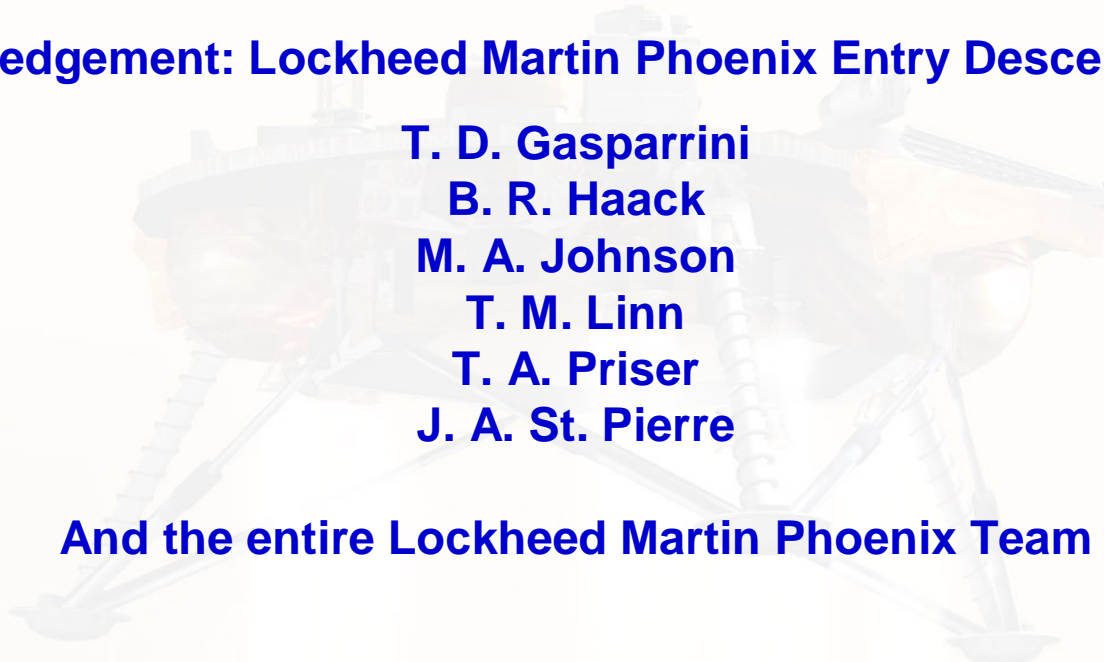 edgement: Lockheed Martin Phoenix Entry Desce
T. D. Gasparrini
B. R. Haack
M. A. Johnson
T. M. Linn
T. A. Priser
J. A. St. Pierre
And the entire Lockheed Martin Phoenix Team